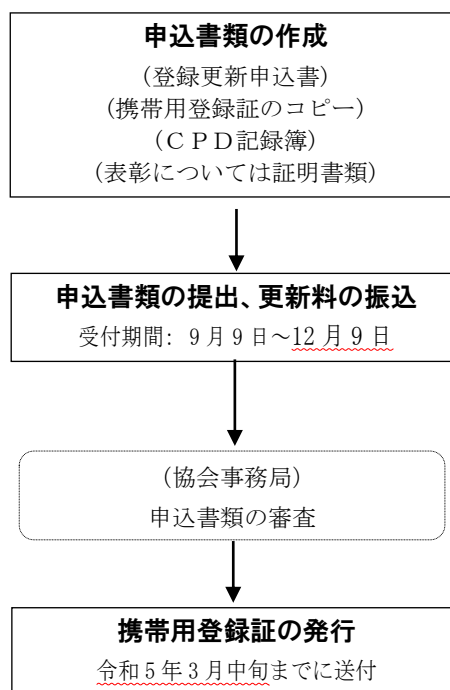 申込書類の作成
(登録更新申込書)
(携帯用登録証のコピー)
(ＣＰＤ記録簿)
(表彰については証明書類)
申込書類の提出、更新料の振込
受付期間: 9月9日～12月9日
(協会事務局)
申込書類の審査
携帯用登録証の発行
令和5年3月中旬までに送付